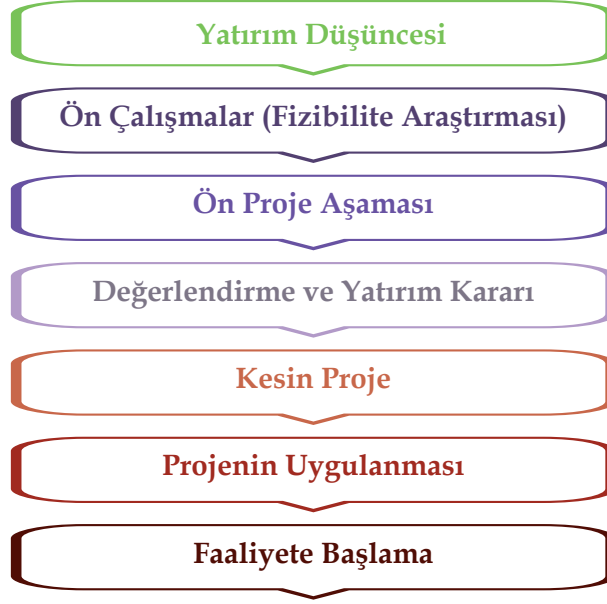 Yatırım Düşüncesi
Ön Çalışmalar (Fizibilite Araştırması)
Ön Proje Aşaması
Değerlendirme ve Yatırım Kararı
Kesin Proje
Projenin Uygulanması
Faaliyete Başlama